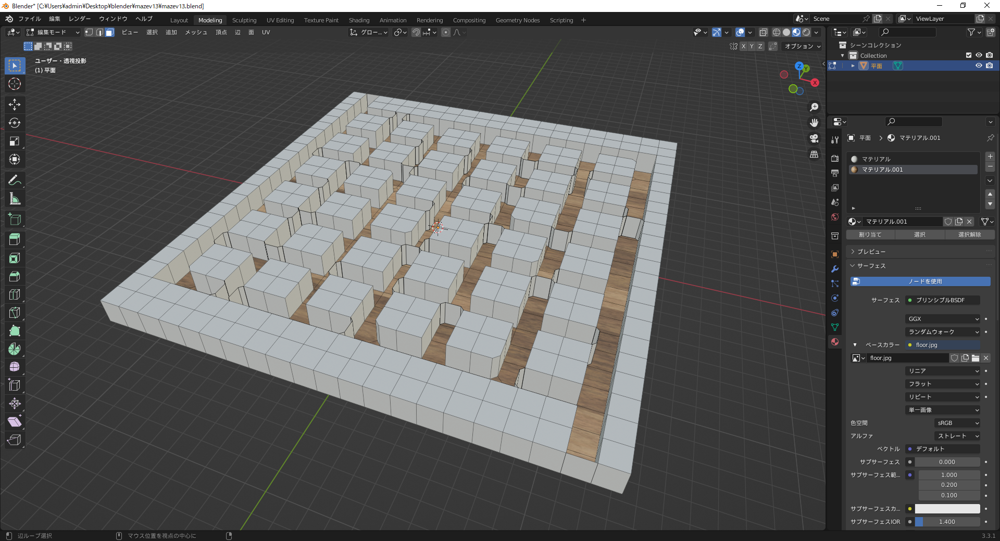 Blender* [C:¥Users¥admin¥Desktop¥blender¥mazev13¥mazev13.blend]
ファイル 編集 レンダー ウィンドウ ヘルプ Layout Modeling Sculpting UV Editing Texture Paint Shading Animation Rendering Compositing Geometry Nodes Scripting + Scene ViewLayer
編集モード ビュー 選択 追加 メッシュ 頂点 辺 面 UV グロー...
X Y Z オプション
ユーザー・透視投影
(1) 平面
Z
Y
X
シーンコレクション
Collection
平面
平面 > マテリアル.001
マテリアル
マテリアル.001
マテリアル.001
割り当て 選択 選択解除
プレビュー
サーフェス
ノードを使用
サーフェス プリンシプルBSDF
GGX
ランダムウォーク
ベースカラー floor.jpg
floor.jpg
リニア
フラット
リピート
単一画像
色空間 sRGB
アルファ ストレート
ベクトル デフォルト
サブサーフェス 0.000
サブサーフェス範... 1.000
0.200
0.100
サブサーフェスカ...
サブサーフェスIOR 1.400
辺ループ選択 マウス位置を視点の中心に 3.3.1